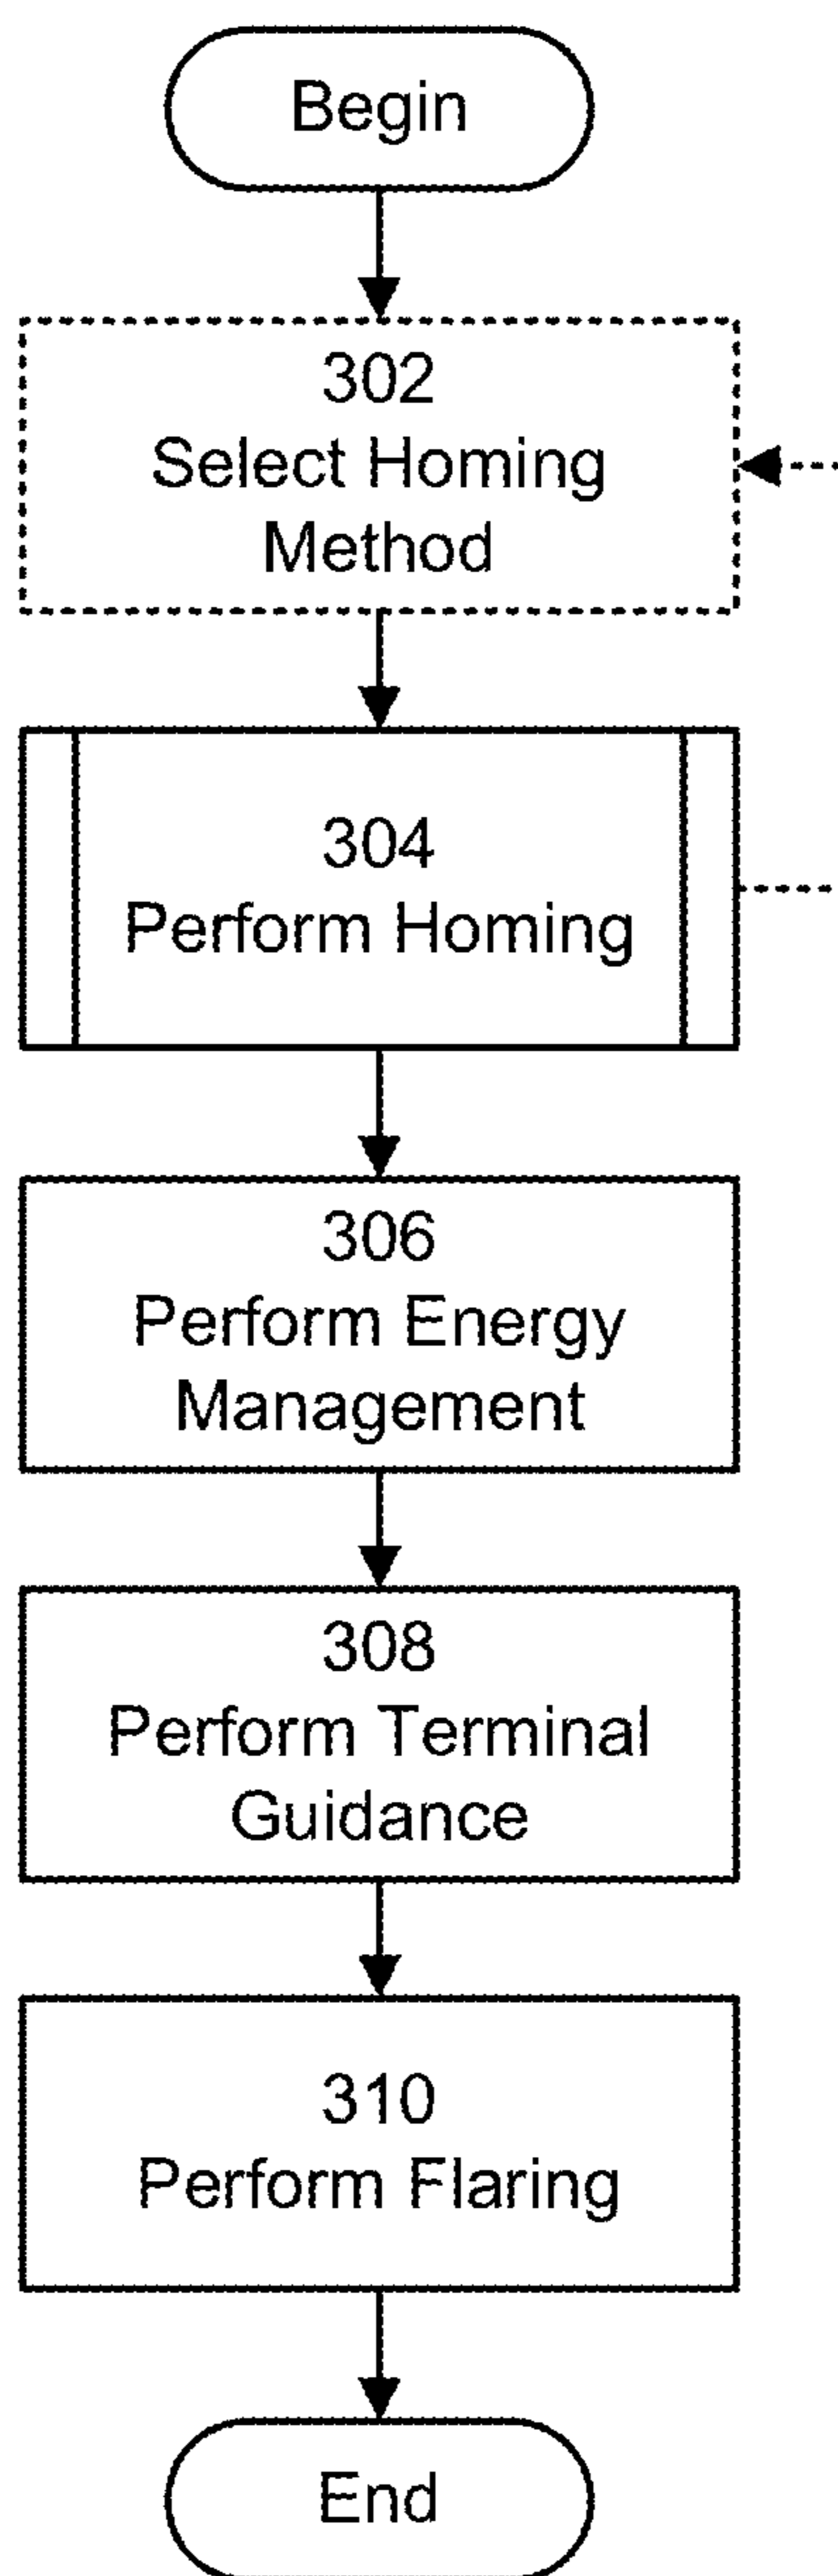 Begin
302
Select Homing
Method
304
Perform Homing
306
Perform Energy
Management
308
Perform Terminal
Guidance
310
Perform Flaring
End